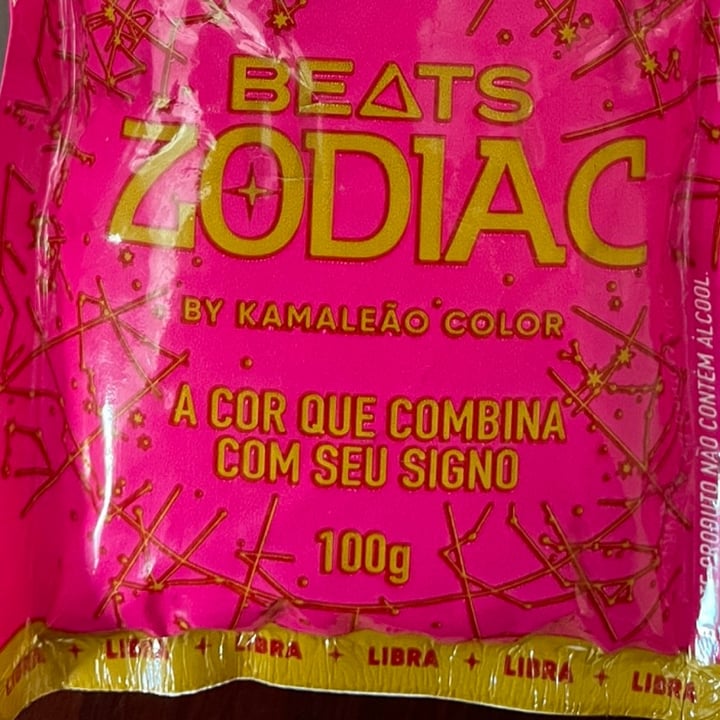 BEATS
ZODIAC
BY KAMALEÃO COLOR
A COR QUE COMBINA
COM SEU SIGNO
100g
PRODUTO NÃO CONTÉM ÁLCOOL.
LIBRA + LIBRA + LIBRA + LIBRA + LIBRA + LIBRA